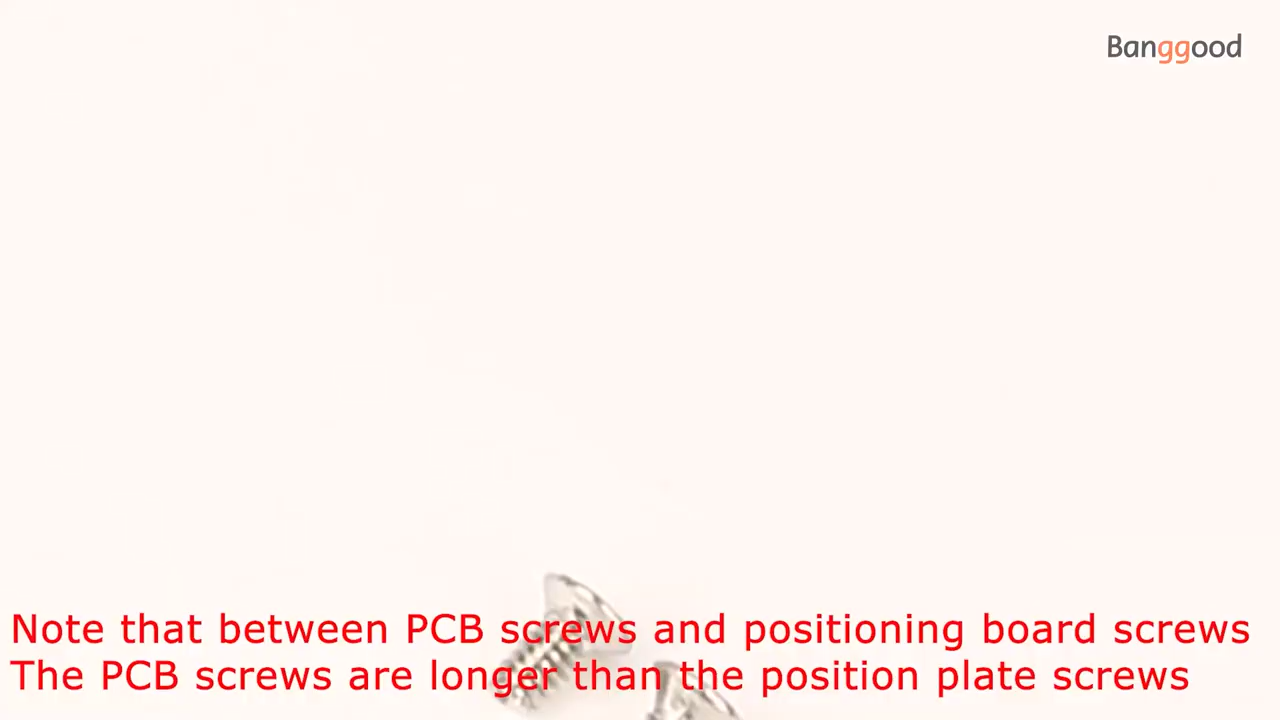 Banggood
Note that between PCB screws and positioning board screws
The PCB screws are longer than the position plate screws